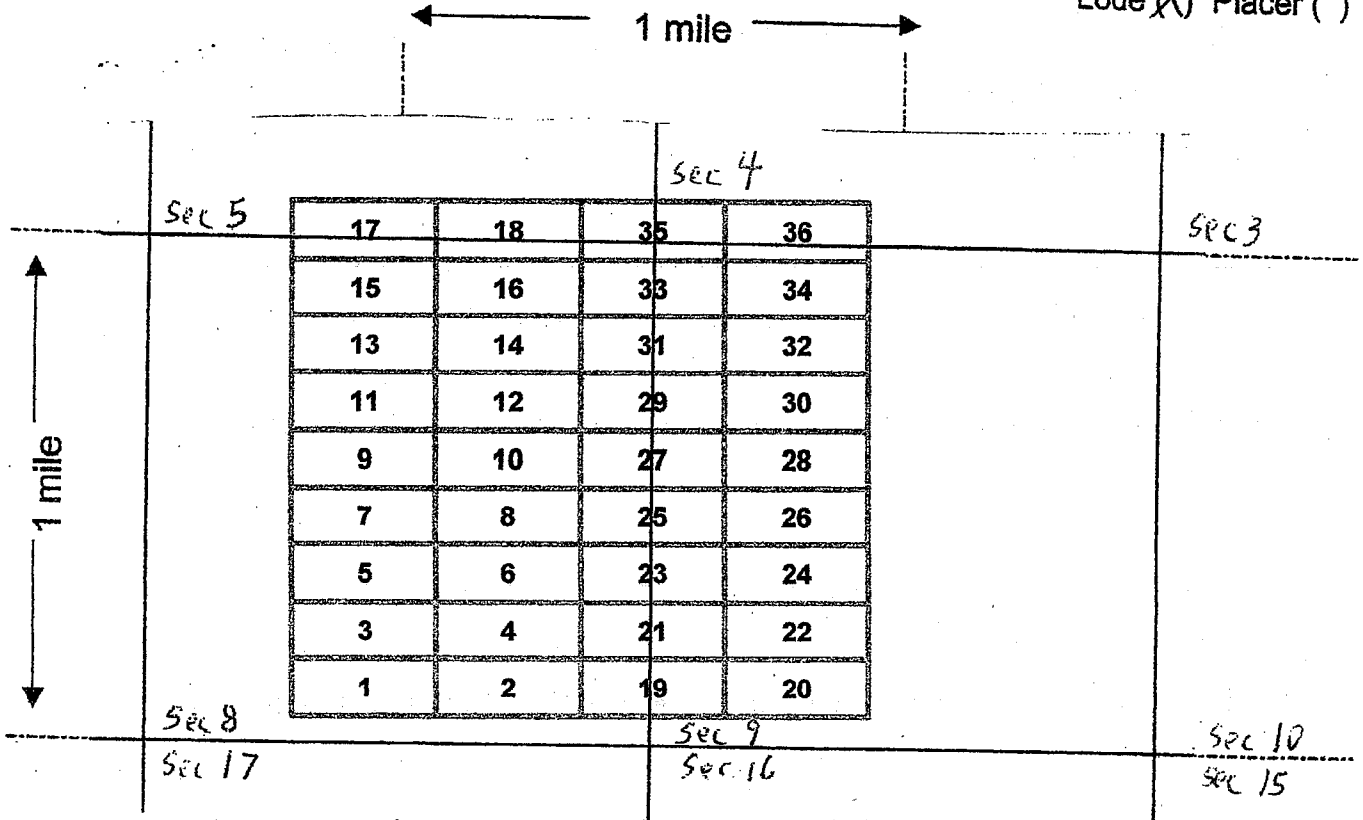 Lode X() Placer ( )
1 mile
sec 4
sec 5
sec 3
17 18 35 36
15 16 33 34
13 14 31 32
11 12 29 30
9 10 27 28
7 8 25 26
5 6 23 24
3 4 21 22
1 2 19 20
1 mile
Sec 8
Sec 9
Sec 10
Sec 17
Sec 16
Sec 15